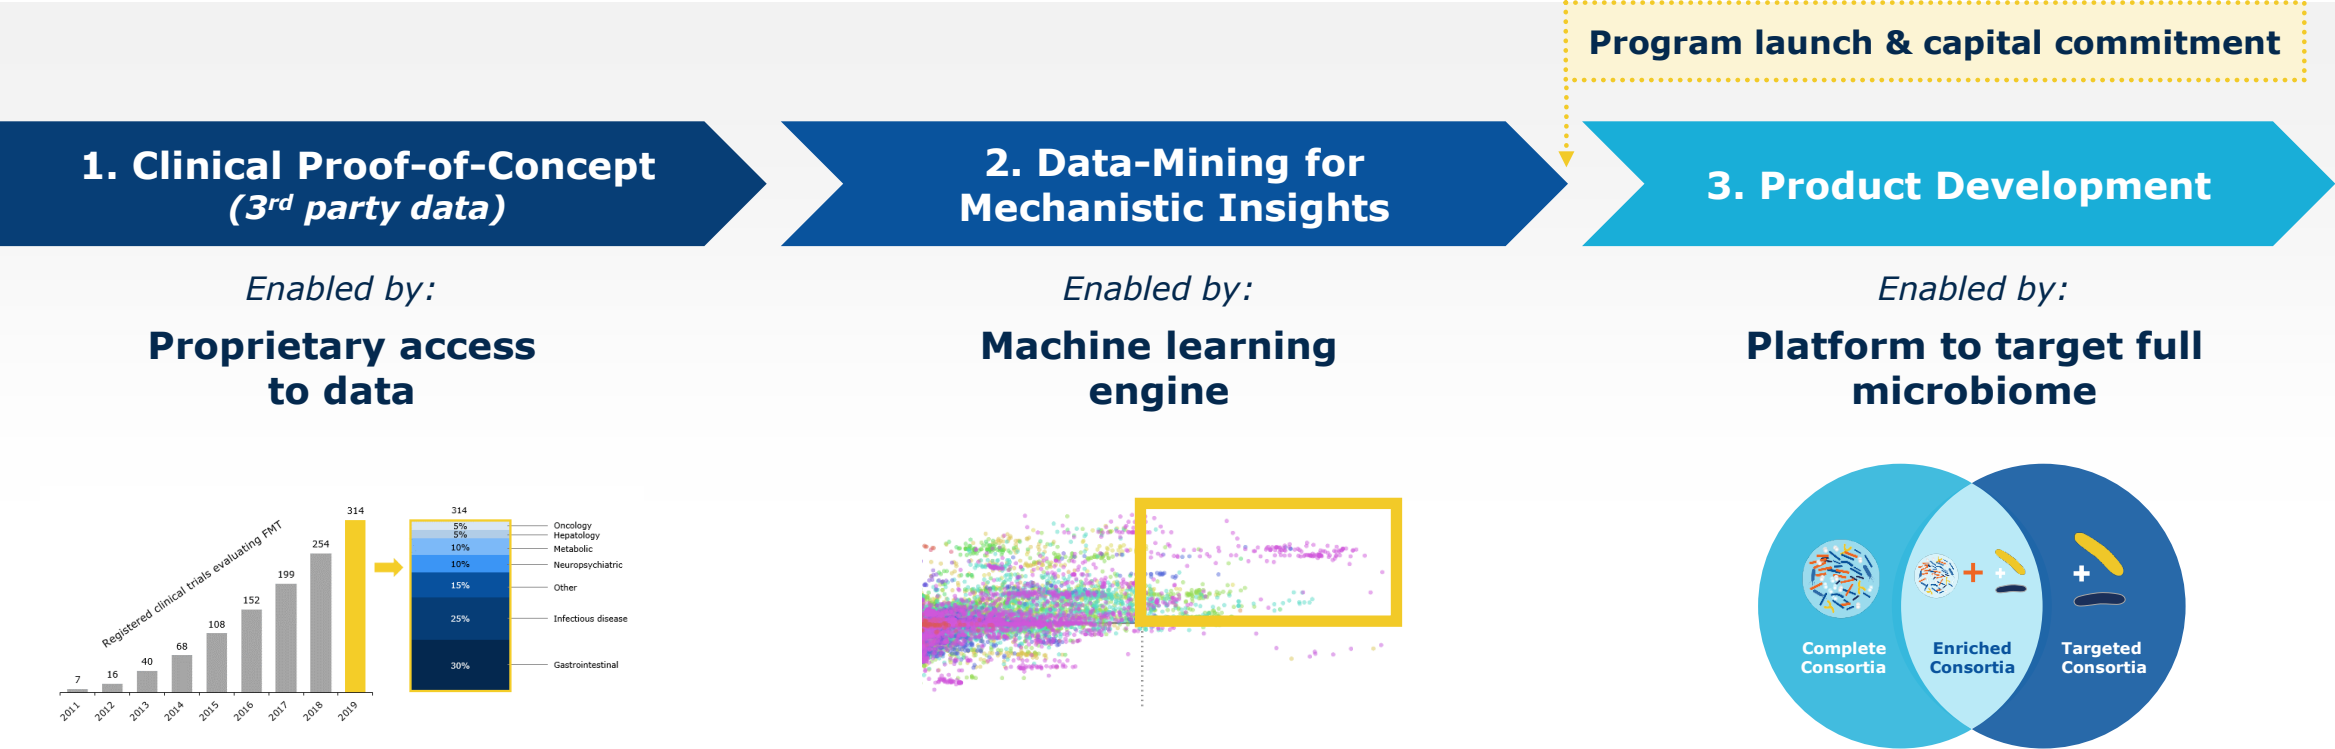 Program launch & capital commitment
1. Clinical Proof-of-Concept
(3rd party data)
2. Data-Mining for
Mechanistic Insights
3. Product Development
Enabled by:
Proprietary access
to data
Enabled by:
Machine learning
engine
Enabled by:
Platform to target full
microbiome
Registered clinical trials evaluating FMT
7
16
40
68
108
152
199
254
314
2011
2012
2013
2014
2015
2016
2017
2018
2019
314
5%
Oncology
5%
Hepatology
10%
Metabolic
10%
Neuropsychiatric
15%
Other
25%
Infectious disease
30%
Gastrointestinal
Complete
Consortia
Enriched
Consortia
Targeted
Consortia